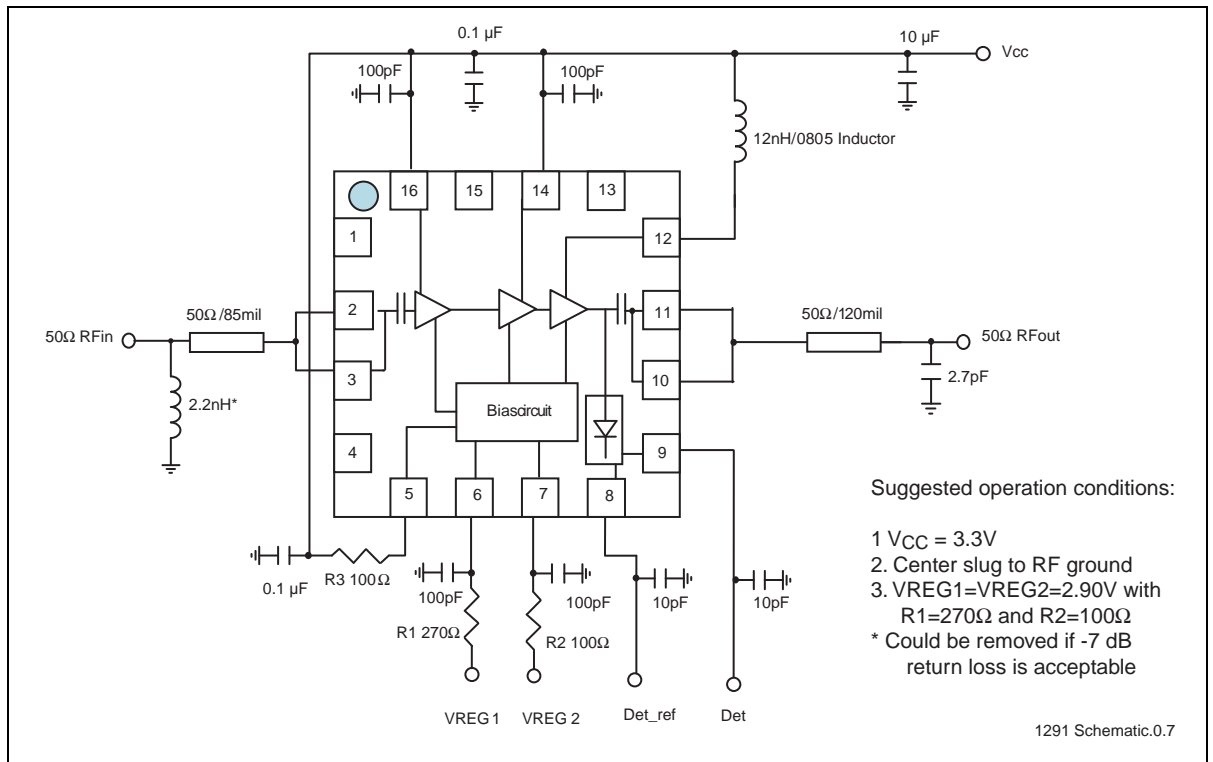 0.1 µF
10 µF
Vcc
100pF
100pF
12nH/0805 Inductor
16
15
14
13
1
12
2
11
50Ω/85mil
50Ω/120mil
50Ω RFin
50Ω RFout
3
10
2.7pF
2.2nH*
Biascircuit
4
9
5
6
7
8
Suggested operation conditions:
1 VCC = 3.3V
2. Center slug to RF ground
3. VREG1=VREG2=2.90V with
R1=270Ω and R2=100Ω
* Could be removed if -7 dB
return loss is acceptable
0.1 µF
R3 100Ω
100pF
100pF
10pF
10pF
R1 270Ω
R2 100Ω
VREG 1
VREG 2
Det_ref
Det
1291 Schematic.0.7